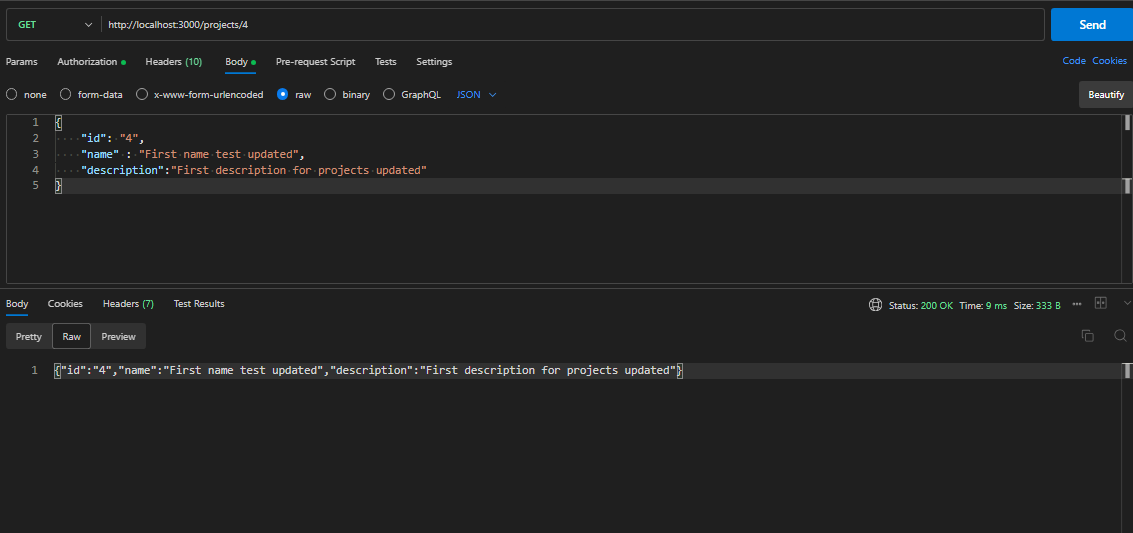 GET http://localhost:3000/projects/4 Send
Params Authorization Headers (10) Body Pre-request Script Tests Settings Code Cookies
none form-data x-www-form-urlencoded raw binary GraphQL JSON Beautify
1 {
2 "id": "4",
3 "name" : "First name test updated",
4 "description":"First description for projects updated"
5 }
Body Cookies Headers (7) Test Results Status: 200 OK Time: 9 ms Size: 333 B
Pretty Raw Preview
1 {"id":"4","name":"First name test updated","description":"First description for projects updated"}